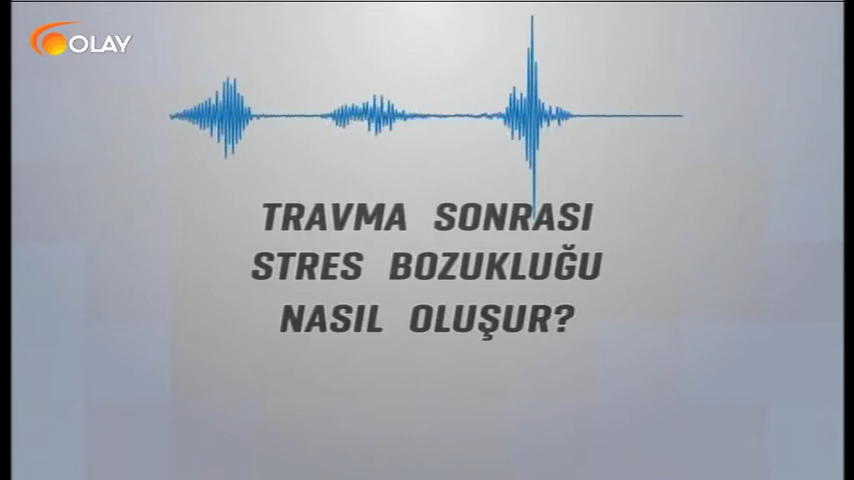 OLAY
TRAVMA SONRASI
STRES BOZUKLUĞU
NASIL OLUŞUR?